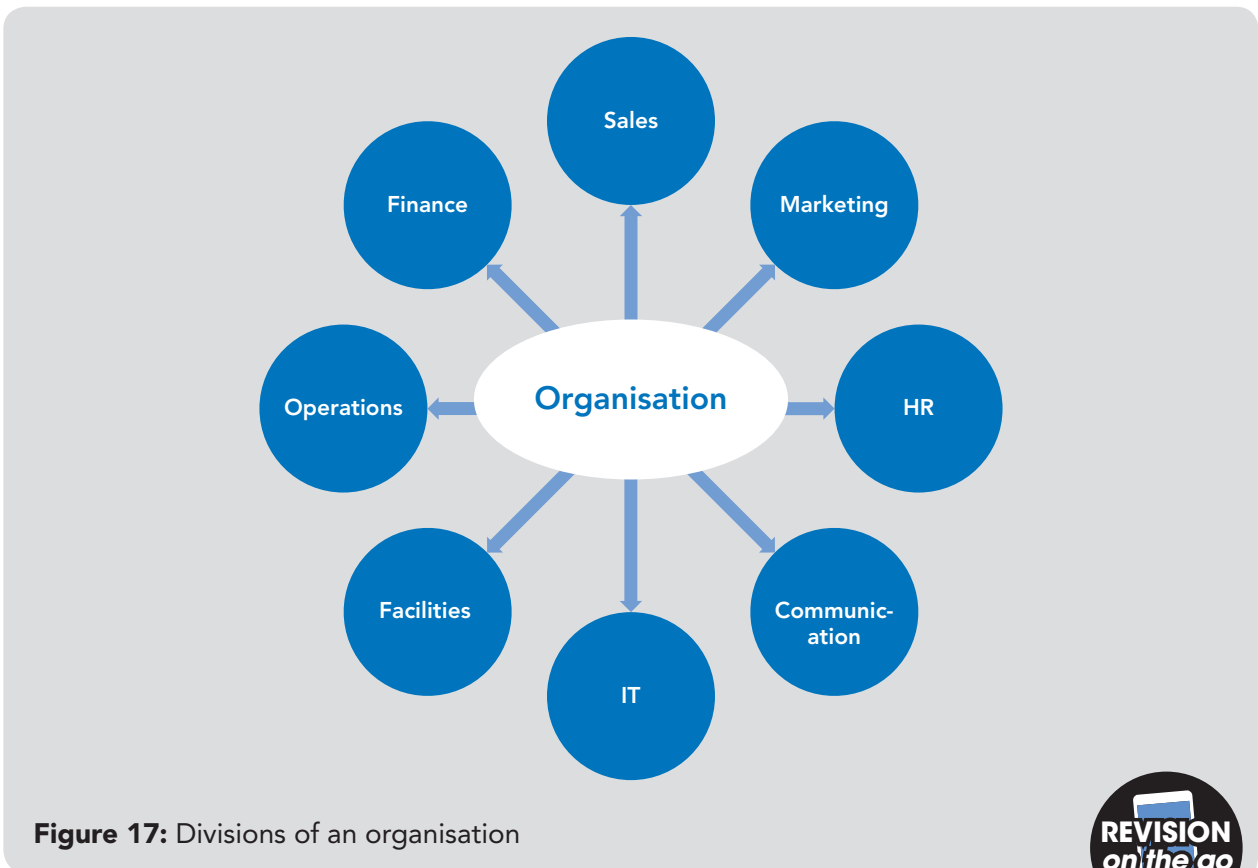 Sales
Finance
Marketing
Operations
Organisation
HR
Facilities
Communic-
ation
IT
Figure 17: Divisions of an organisation
REVISION
on the go